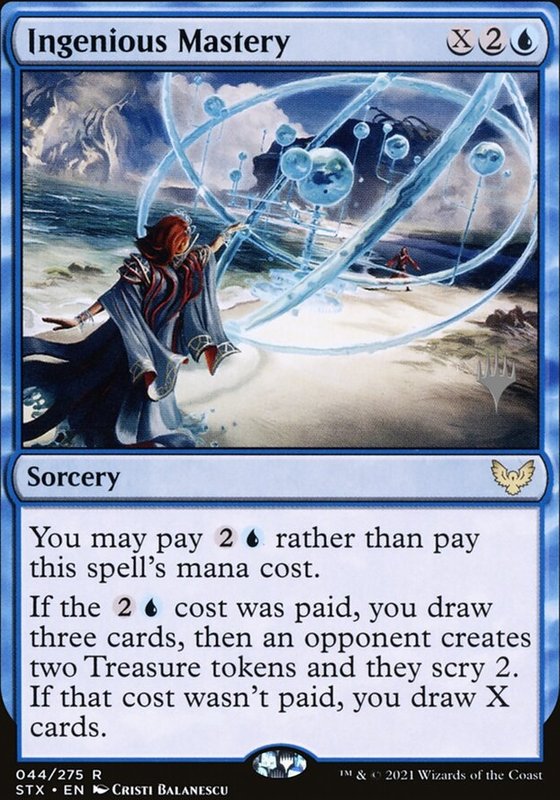 Ingenious Mastery X2
Sorcery
You may pay 2 rather than pay
this spell's mana cost.
If the 2 cost was paid, you draw
three cards, then an opponent creates
two Treasure tokens and they scry 2.
If that cost wasn't paid, you draw X
cards.
044/275 R
STX • EN Cristi Balanescu
™ & © 2021 Wizards of the Coast